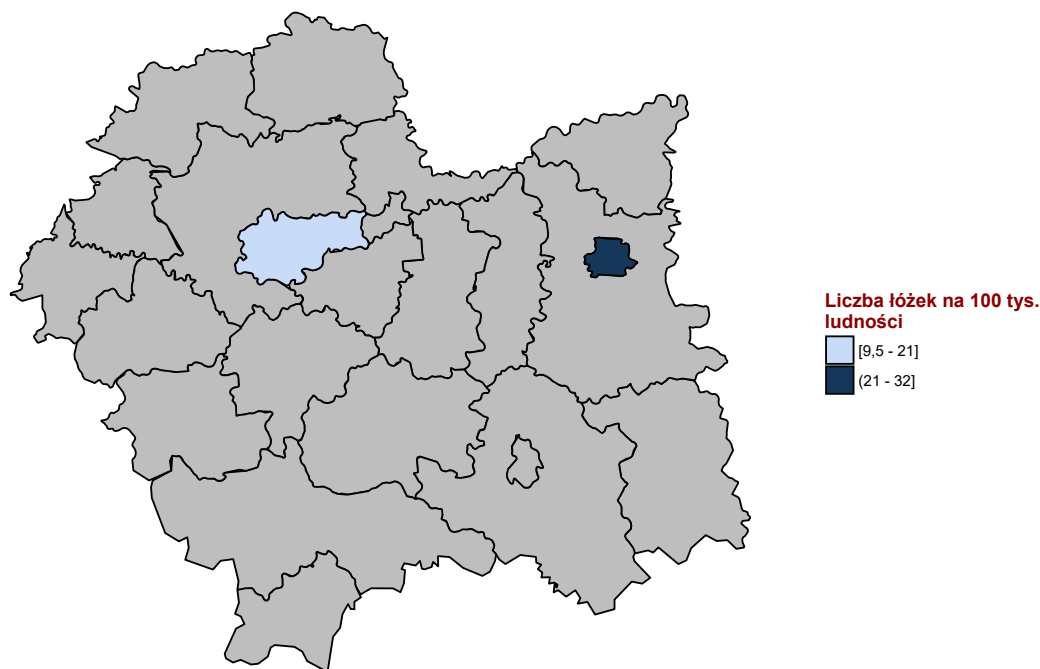 Liczba łóżek na 100 tys.
ludności
[9,5 - 21]
(21 - 32]